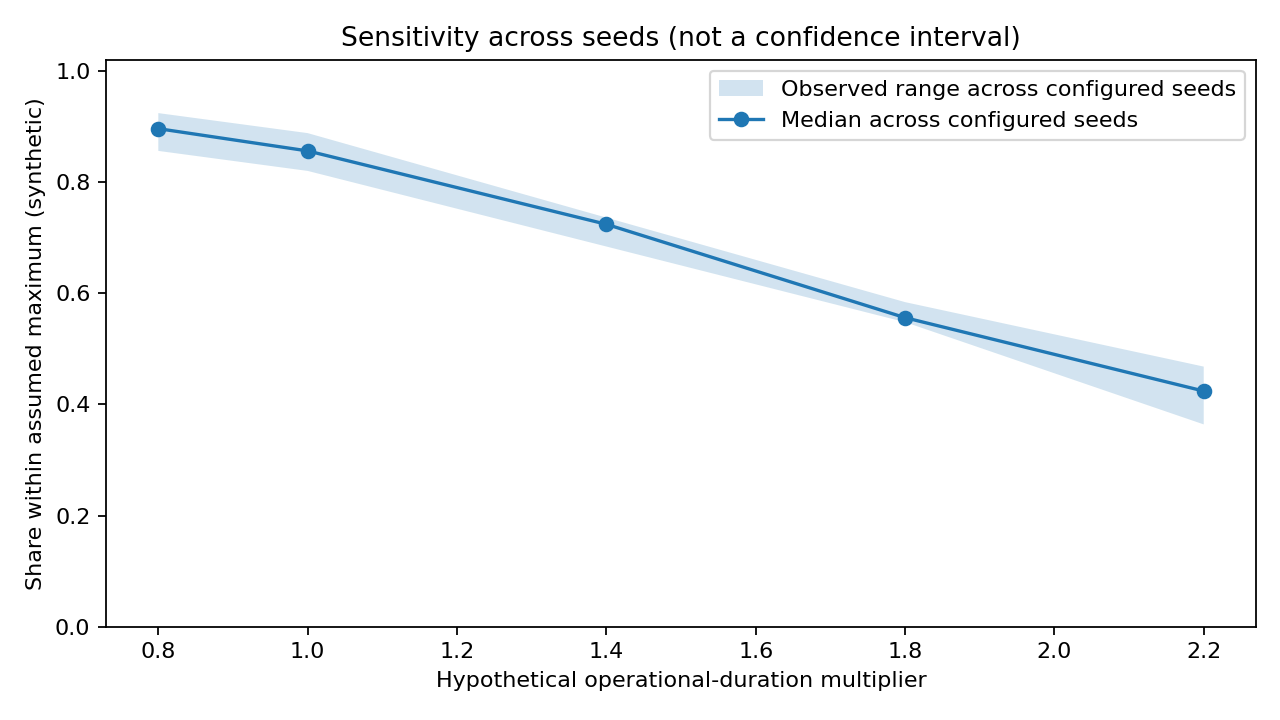 Sensitivity across seeds (not a confidence interval)
Observed range across configured seeds
Median across configured seeds
Share within assumed maximum (synthetic)
1.0
0.8
0.6
0.4
0.2
0.0
0.8 1.0 1.2 1.4 1.6 1.8 2.0 2.2
Hypothetical operational-duration multiplier